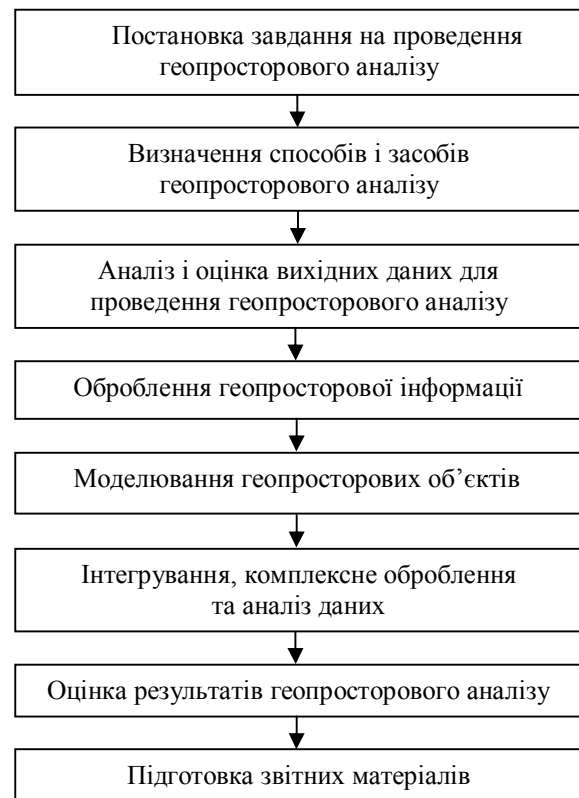 Постановка завдання на проведення
геопросторового аналізу
Визначення способів і засобів
геопросторового аналізу
Аналіз і оцінка вихідних даних для
проведення геопросторового аналізу
Оброблення геопросторової інформації
Моделювання геопросторових об’єктів
Інтегрування, комплексне оброблення
та аналіз даних
Оцінка результатів геопросторового аналізу
Підготовка звітних матеріалів